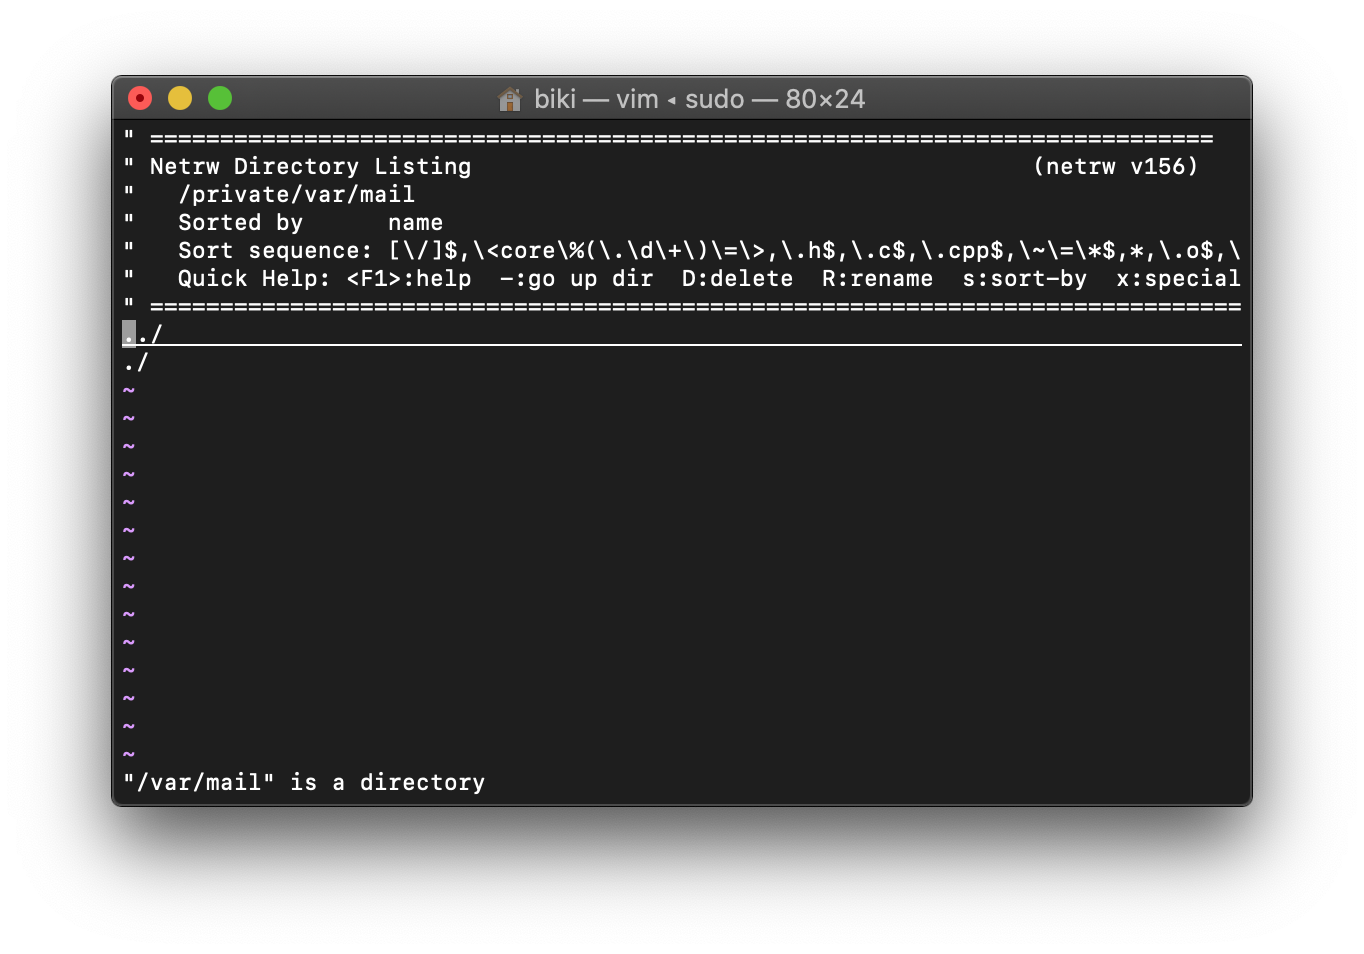 biki — vim ◂ sudo — 80×24
" ============================================================================
" Netrw Directory Listing                                        (netrw v156)
"   /private/var/mail
"   Sorted by      name
"   Sort sequence: [\/]$,\<core\%(\.\d\+\)\=\>,\.h$,\.c$,\.cpp$,\~\=\*$,*,\.o$,\
"   Quick Help: <F1>:help  -:go up dir  D:delete  R:rename  s:sort-by  x:special
" ==============================================================================
../
./
~
~
~
~
~
~
~
~
~
~
~
~
~
~
"/var/mail" is a directory